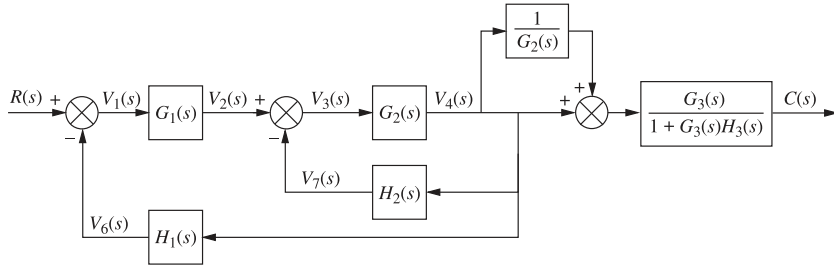 1
G2(s)
R(s) + V1(s) G1(s) V2(s) + V3(s) G2(s) V4(s) + + G3(s) C(s)
1 + G3(s)H3(s)
−
−
V7(s) H2(s)
V6(s) H1(s)